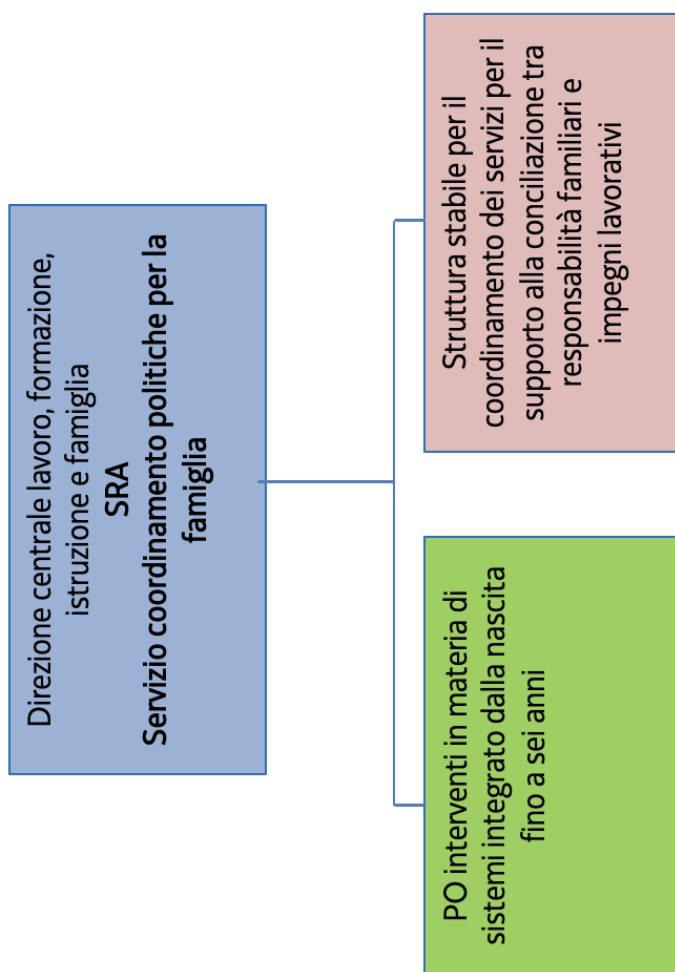 Direzione centrale lavoro, formazione,
istruzione e famiglia
SRA
Servizio coordinamento politiche per la
famiglia
PO interventi in materia di
sistemi integrato dalla nascita
fino a sei anni
Struttura stabile per il
coordinamento dei servizi per il
supporto alla conciliazione tra
responsabilità familiari e
impegni lavorativi